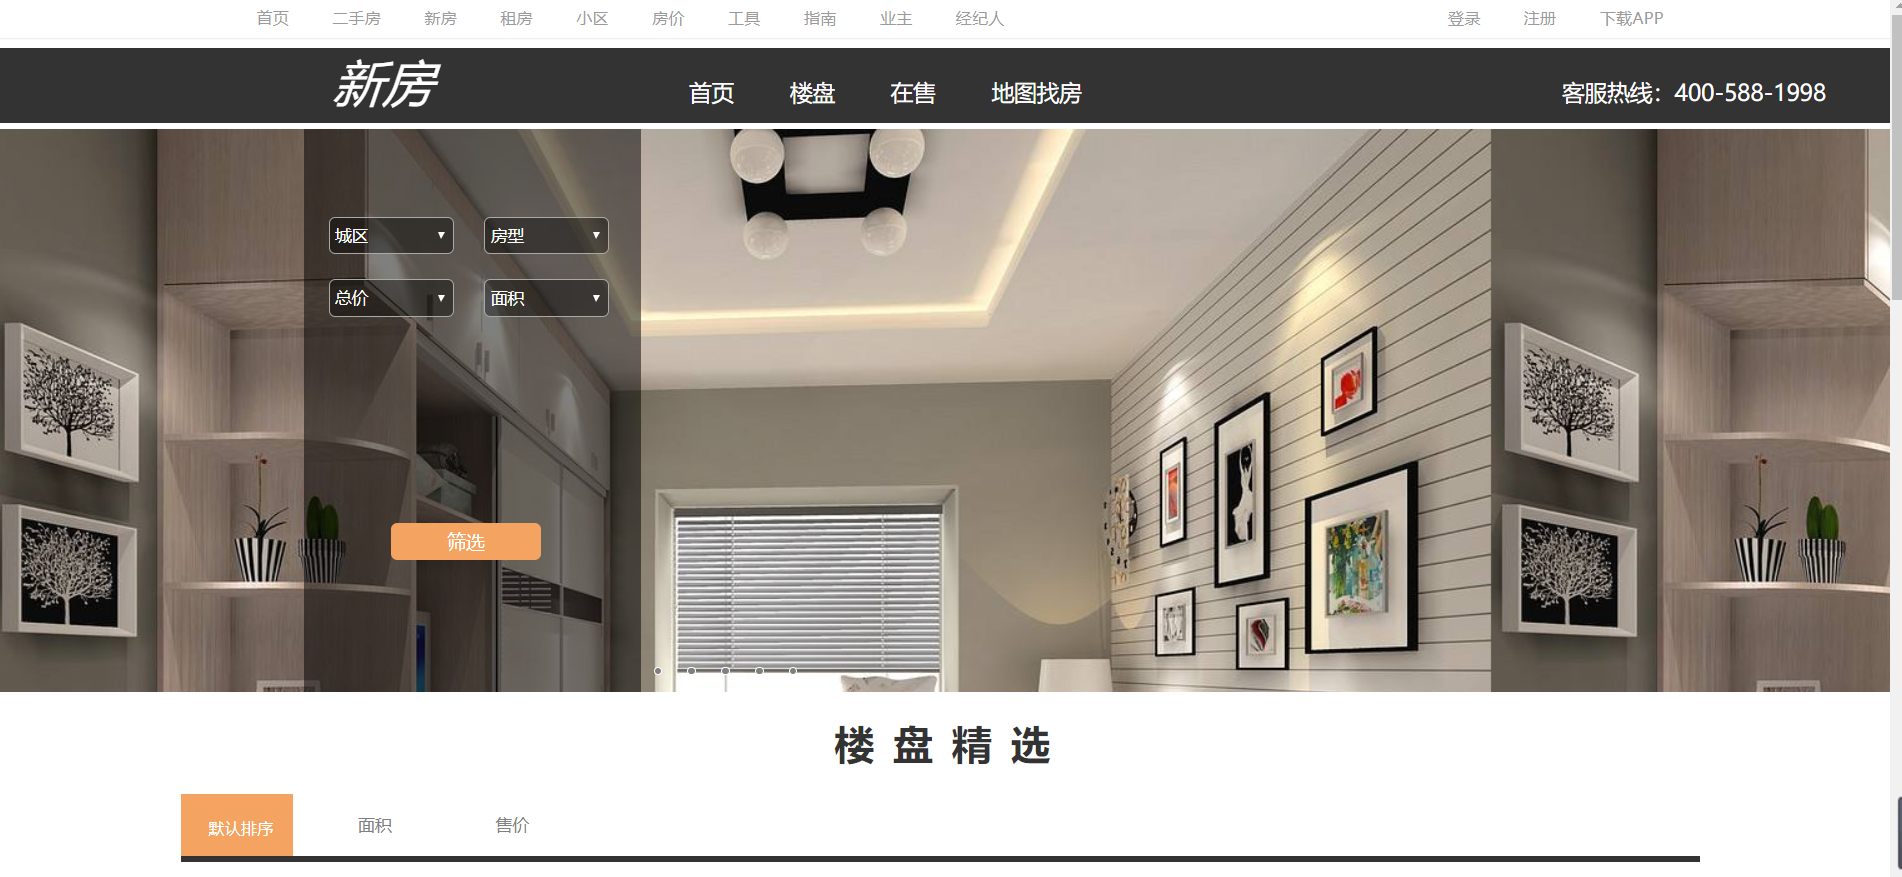 首页 二手房 新房 租房 小区 房价 工具 指南 业主 经纪人 登录 注册 下载APP
新房 首页 楼盘 在售 地图找房 客服热线：400-588-1998
城区 房型
总价 面积
筛选
楼盘精选
默认排序 面积 售价